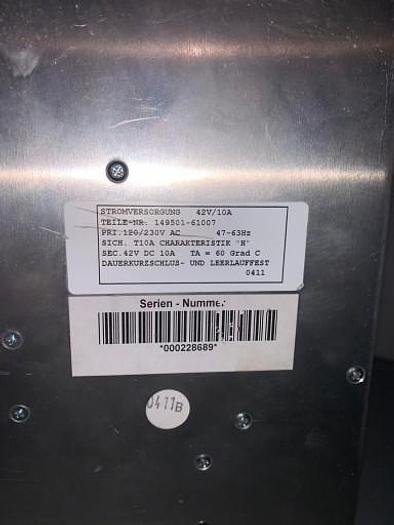 STROMVERSORGUNG 42V/10A
TEILE-NR. 149501-61007
PRI.120/230V AC 47-63Hz
SICH. T10A CHARAKTERISTIK "H"
SEC.42V DC 10A TA = 60 Grad C
DAUERKURZSCHLUS- UND LEERLAUFFEST
0411
Serien - Nummer:
*000228689*
0411B